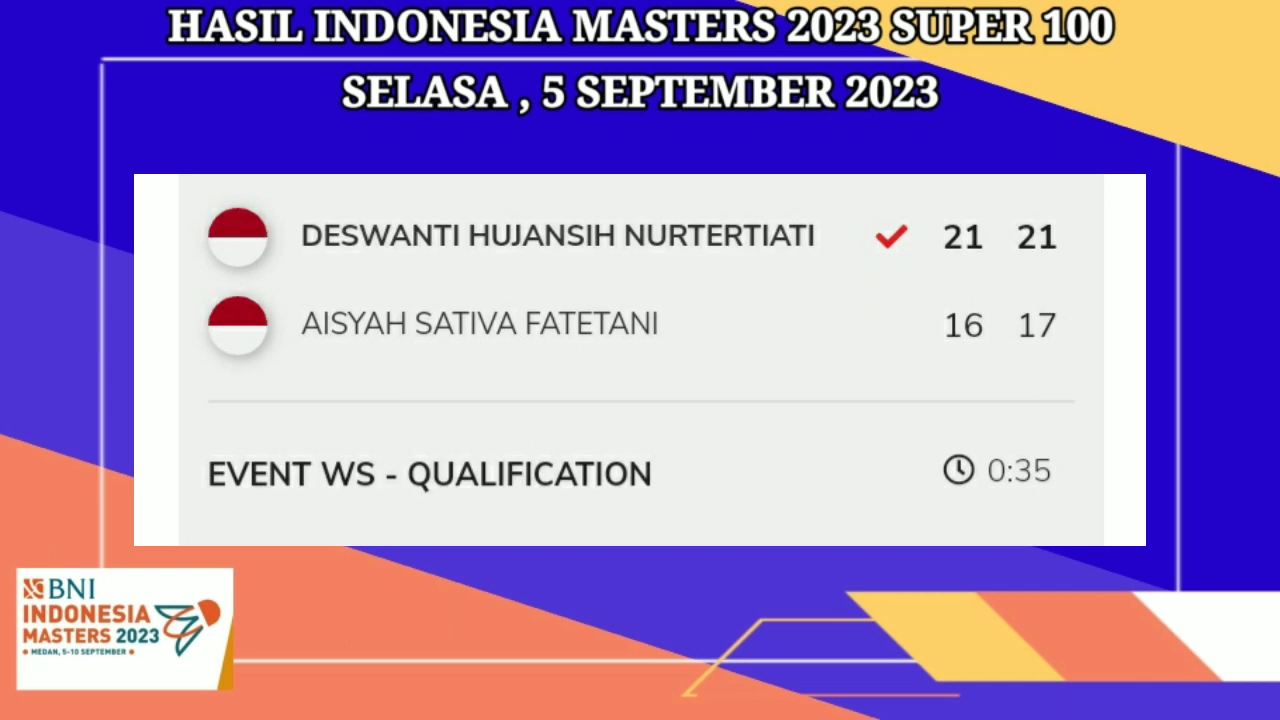 HASIL INDONESIA MASTERS 2023 SUPER 100
SELASA , 5 SEPTEMBER 2023
DESWANTI HUJANSIH NURTERTIATI 21 21
AISYAH SATIVA FATETANI 16 17
EVENT WS - QUALIFICATION 0:35
BNI
INDONESIA
MASTERS 2023
• MEDAN, 5-10 SEPTEMBER •